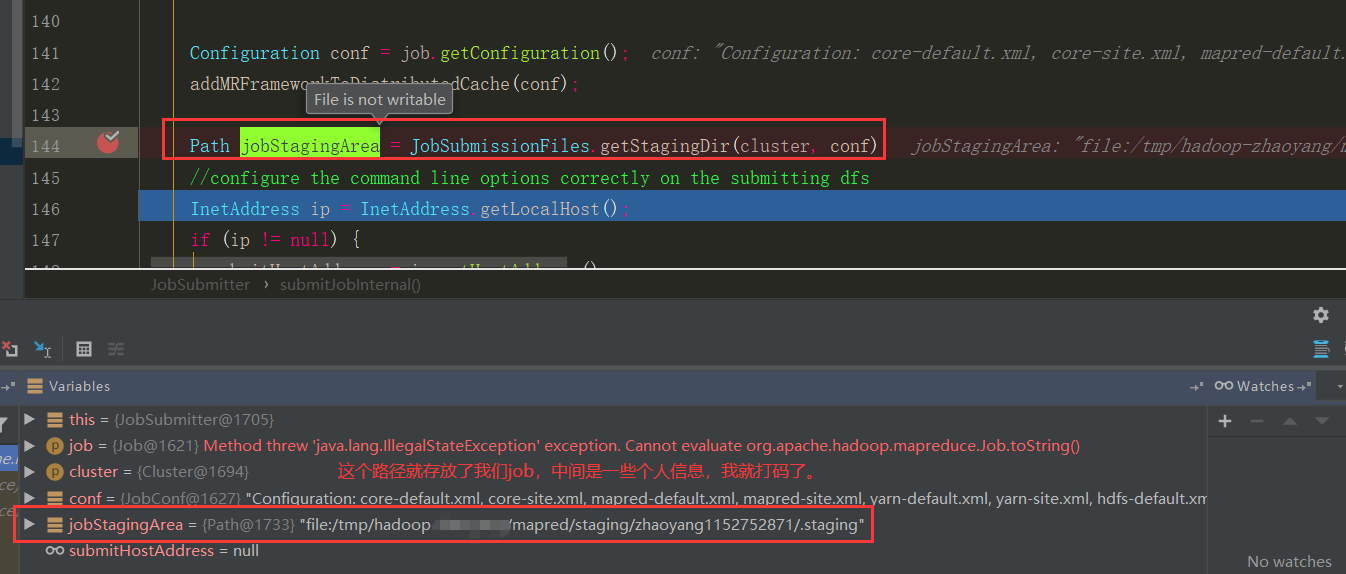 140
141 Configuration conf = job.getConfiguration(); conf: "Configuration: core-default.xml, core-site.xml, mapred-default.
142 addMRFrameworkToDistributedCache(conf);
File is not writable
143
144 Path jobStagingArea = JobSubmissionFiles.getStagingDir(cluster, conf) jobStagingArea: "file:/tmp/hadoop-zhaoyang/m
145 //configure the command line options correctly on the submitting dfs
146 InetAddress ip = InetAddress.getLocalHost();
147 if (ip != null) {
JobSubmitter › submitJobInternal()
Variables
Watches
this = {JobSubmitter@1705}
job = {Job@1621} Method threw 'java.lang.IllegalStateException' exception. Cannot evaluate org.apache.hadoop.mapreduce.Job.toString()
cluster = {Cluster@1694} 这个路径就存放了我们job，中间是一些个人信息，我就打码了。
conf = {JobConf@1627} "Configuration: core-default.xml, core-site.xml, mapred-default.xml, mapred-site.xml, yarn-default.xml, yarn-site.xml, hdfs-default.xm
jobStagingArea = {Path@1733} "file:/tmp/hadoop /mapred/staging/zhaoyang1152752871/.staging"
submitHostAddress = null
No watches